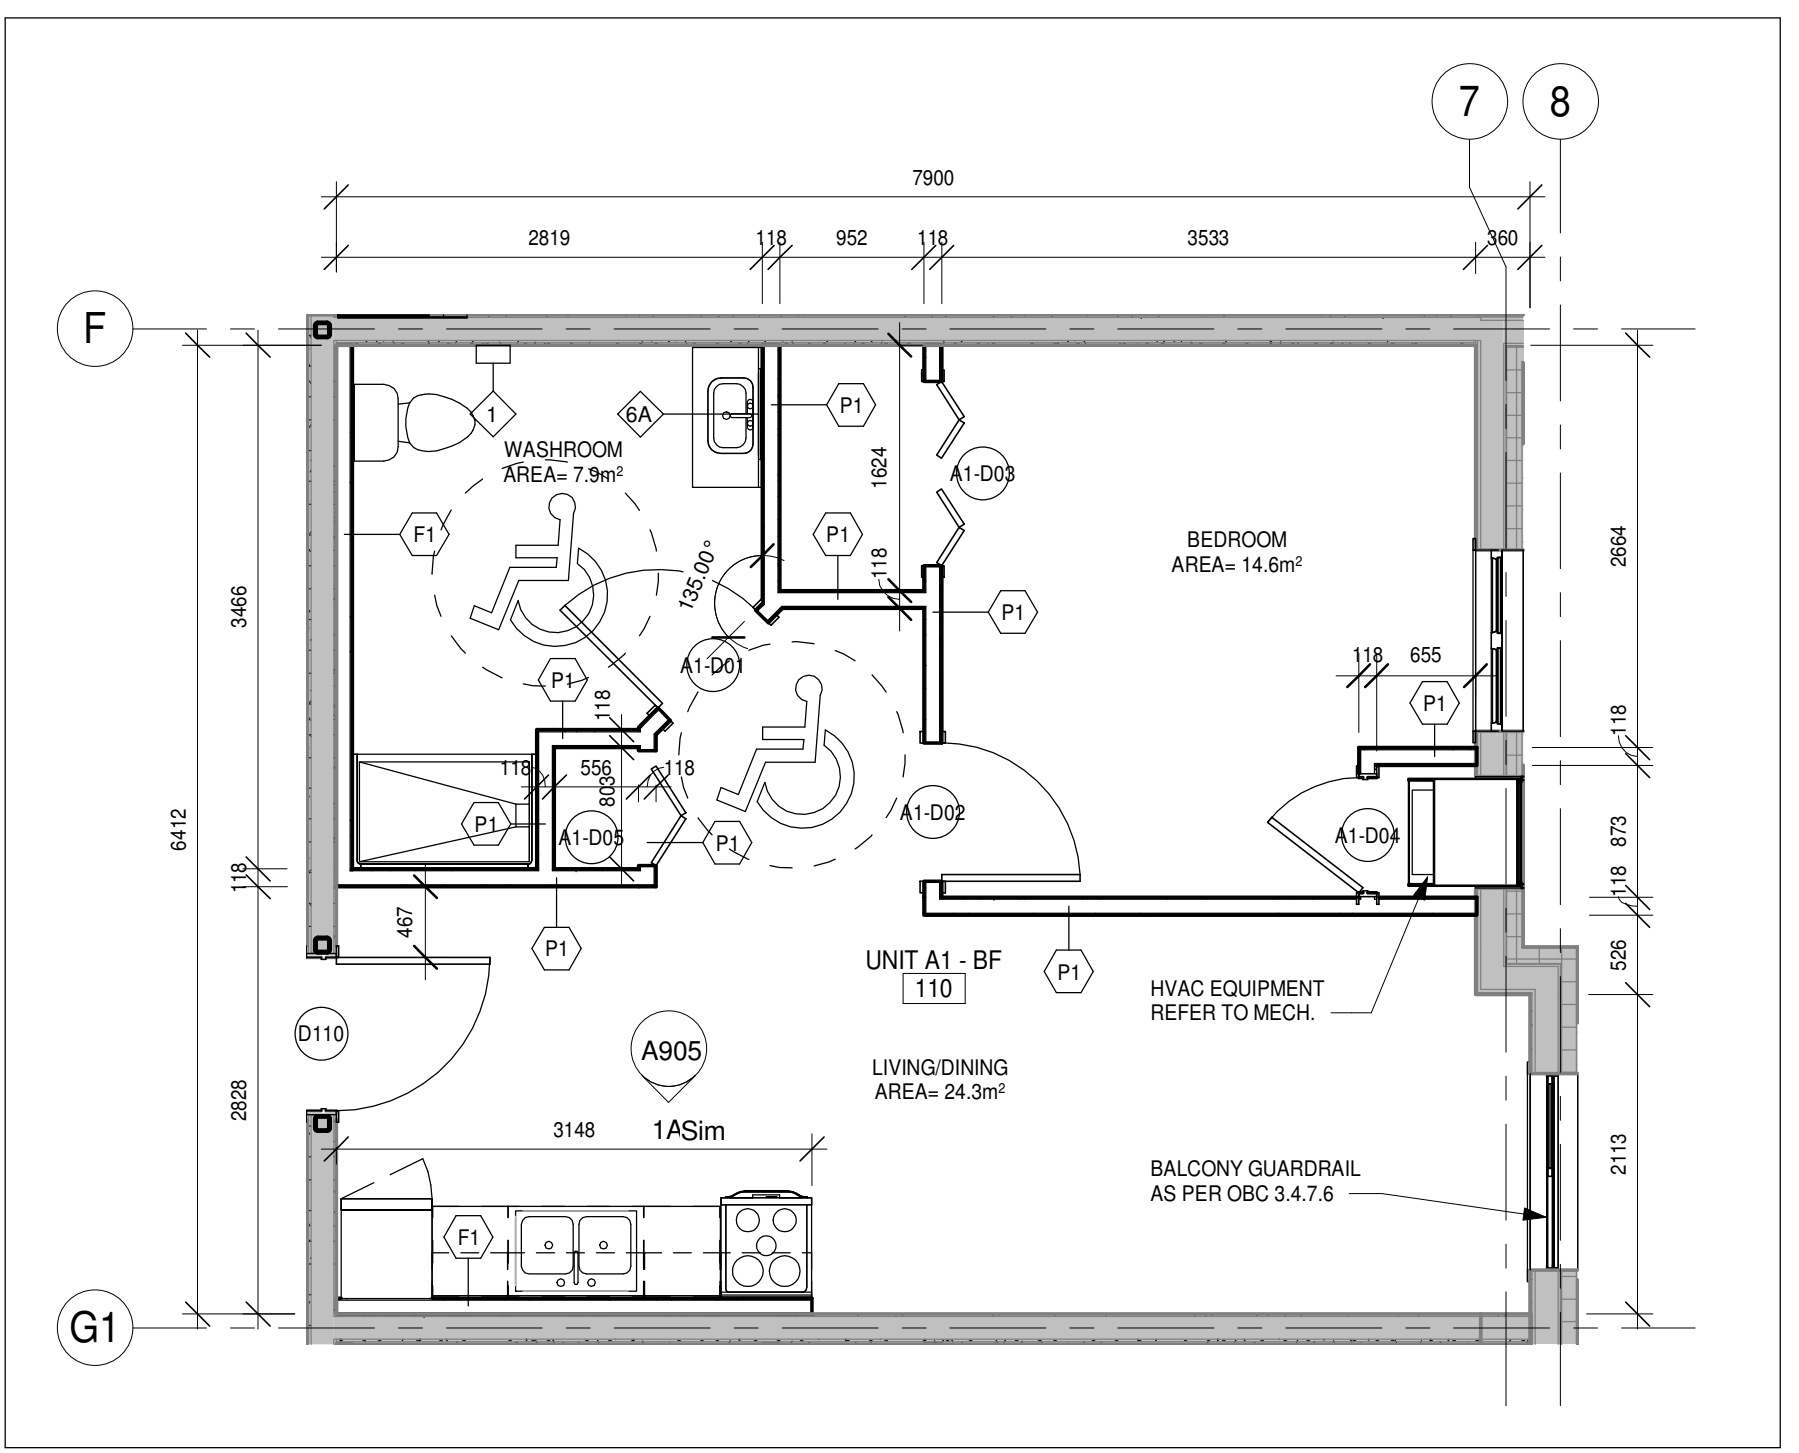 7 8
7900
2819 118 952 118 3533 360
F
1
6A
P1
WASHROOM
AREA= 7.9m²
1624
A1-D03
F1
P1
118
135.00°
BEDROOM
AREA= 14.6m²
2664
3466
P1
A1-D01
P1
118
118 655
P1
118
118 556 118
803
P1
A1-D05
P1
A1-D02
A1-D04
873
6412
118
118
467
P1
UNIT A1 - BF
110
P1
526
HVAC EQUIPMENT
REFER TO MECH.
D110
A905
1A Sim
LIVING/DINING
AREA= 24.3m²
2828
3148
BALCONY GUARDRAIL
AS PER OBC 3.4.7.6
2113
F1
G1